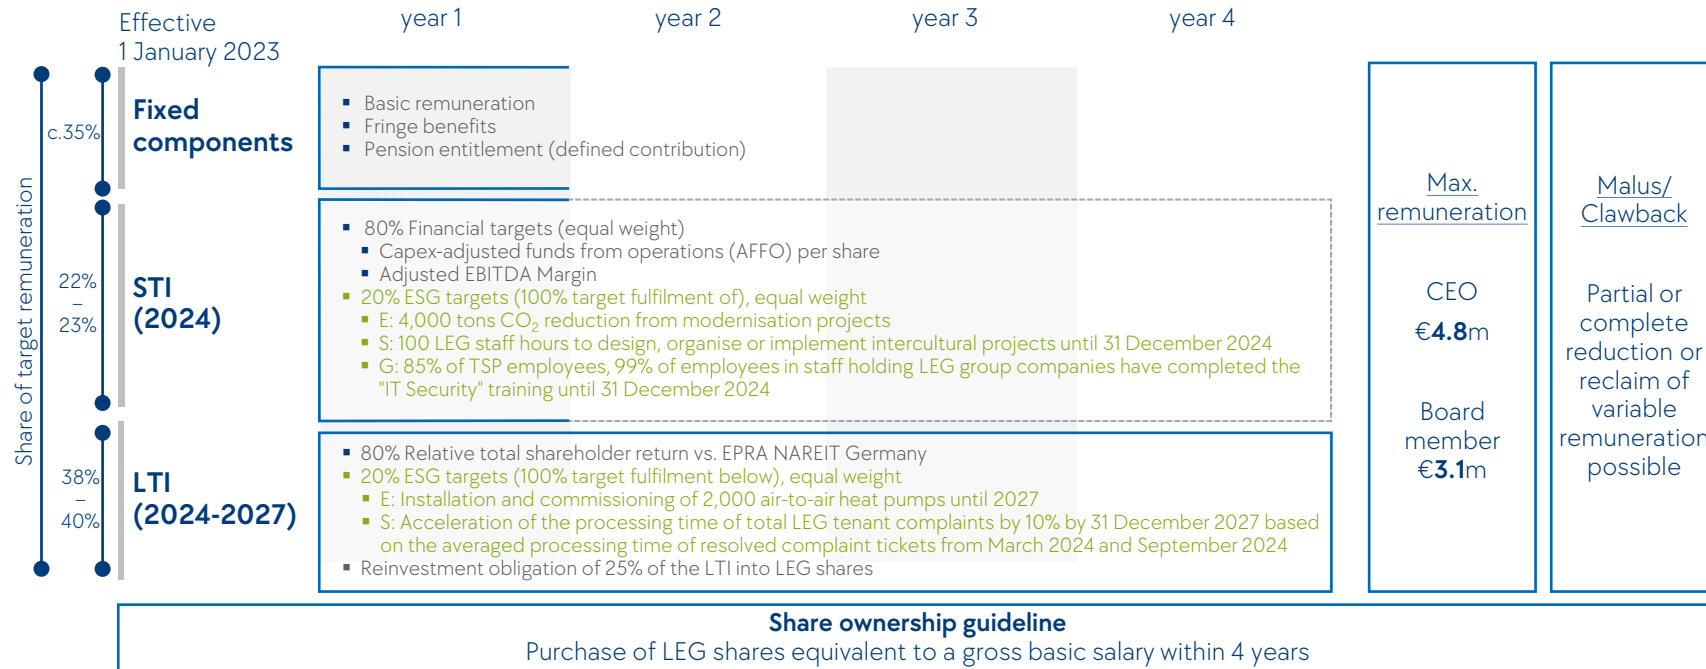 Effective
1 January 2023
year 1
year 2
year 3
year 4
Share of target remuneration
c.35%
Fixed
components
▪ Basic remuneration
▪ Fringe benefits
▪ Pension entitlement (defined contribution)
22%
–
23%
STI
(2024)
▪ 80% Financial targets (equal weight)
▪ Capex-adjusted funds from operations (AFFO) per share
▪ Adjusted EBITDA Margin
▪ 20% ESG targets (100% target fulfilment of), equal weight
▪ E: 4,000 tons CO₂ reduction from modernisation projects
▪ S: 100 LEG staff hours to design, organise or implement intercultural projects until 31 December 2024
▪ G: 85% of TSP employees, 99% of employees in staff holding LEG group companies have completed the
"IT Security" training until 31 December 2024
38%
–
40%
LTI
(2024-2027)
▪ 80% Relative total shareholder return vs. EPRA NAREIT Germany
▪ 20% ESG targets (100% target fulfilment below), equal weight
▪ E: Installation and commissioning of 2,000 air-to-air heat pumps until 2027
▪ S: Acceleration of the processing time of total LEG tenant complaints by 10% by 31 December 2027 based
on the averaged processing time of resolved complaint tickets from March 2024 and September 2024
▪ Reinvestment obligation of 25% of the LTI into LEG shares
Max.
remuneration
CEO
€4.8m
Board
member
€3.1m
Malus/
Clawback
Partial or
complete
reduction or
reclaim of
variable
remuneration
possible
Share ownership guideline
Purchase of LEG shares equivalent to a gross basic salary within 4 years